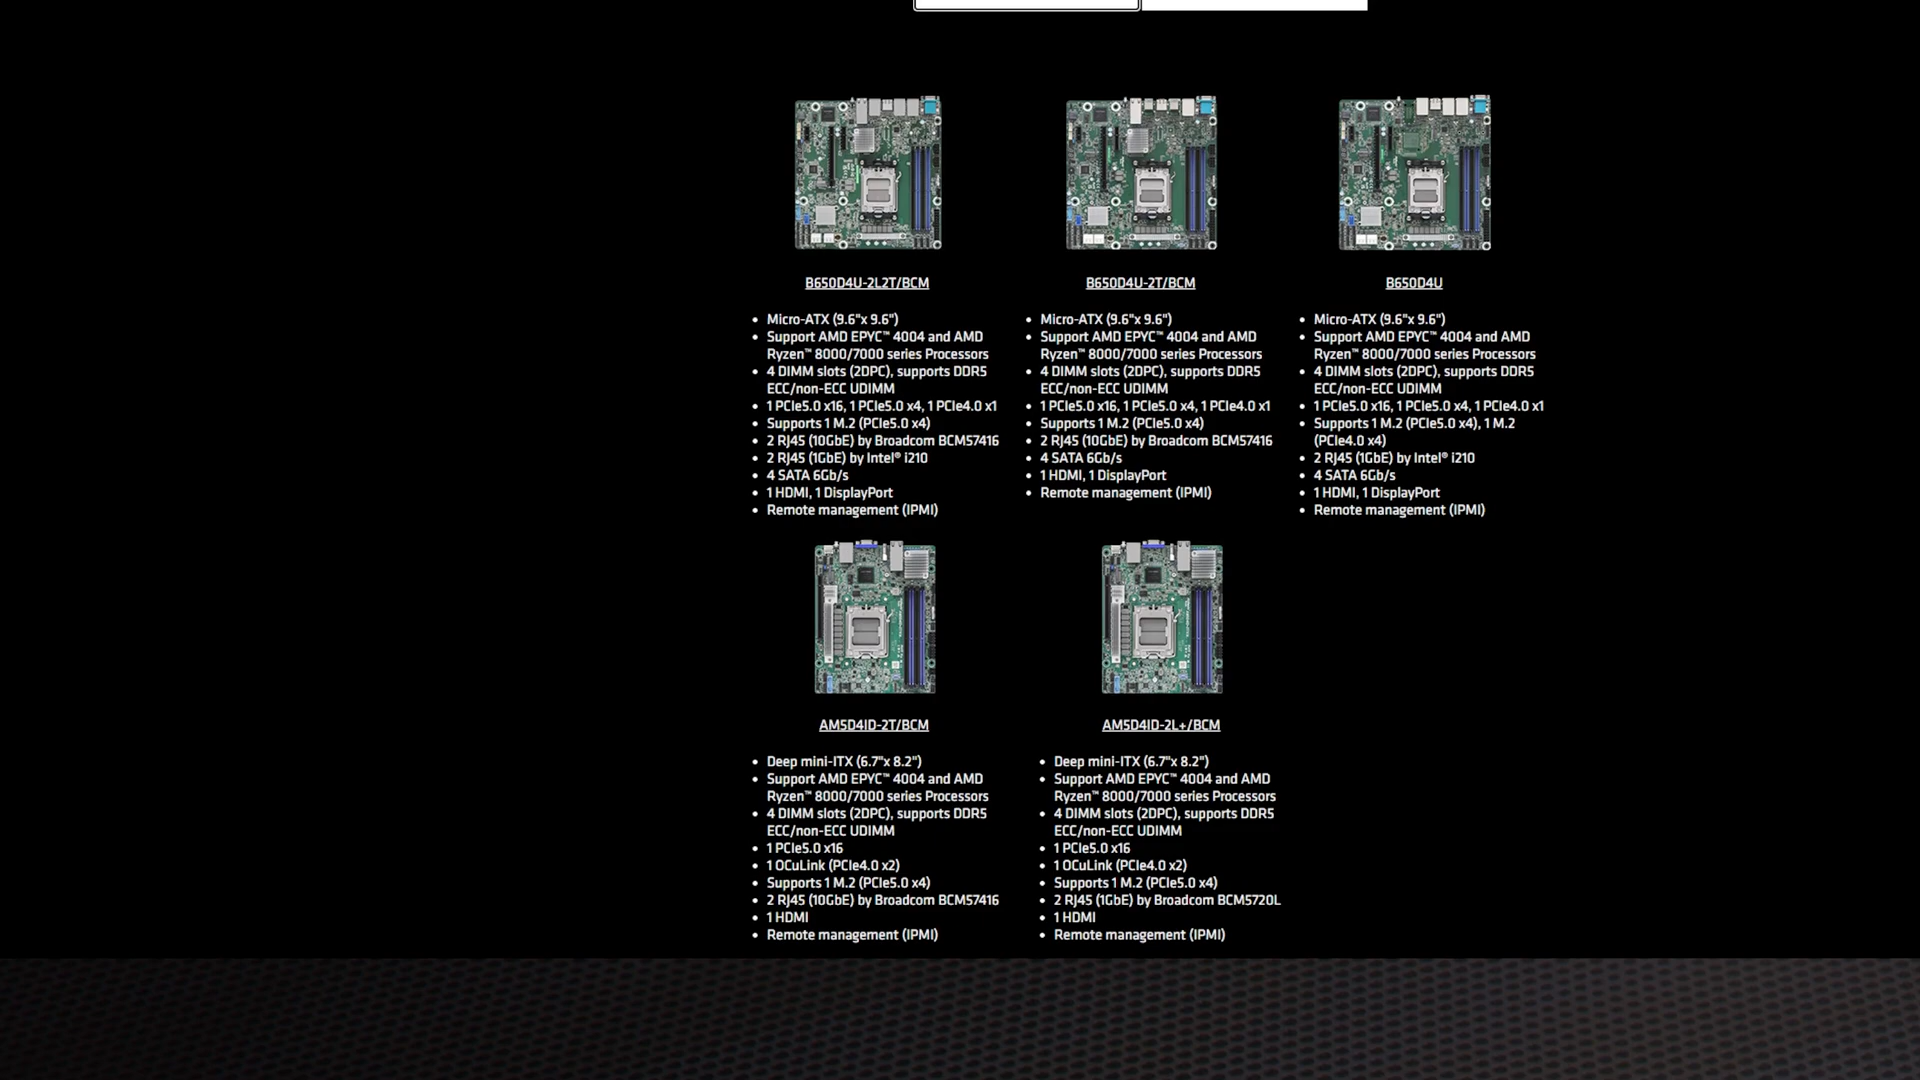 B650D4U-2L2T/BCM
Micro-ATX (9.6"x 9.6")
Support AMD EPYC™ 4004 and AMD
Ryzen™ 8000/7000 series Processors
4 DIMM slots (2DPC), supports DDR5
ECC/non-ECC UDIMM
1 PCIe5.0 x16, 1 PCIe5.0 x4, 1 PCIe4.0 x1
Supports 1 M.2 (PCIe5.0 x4)
2 RJ45 (10GbE) by Broadcom BCM57416
2 RJ45 (1GbE) by Intel® i210
4 SATA 6Gb/s
1 HDMI, 1 DisplayPort
Remote management (IPMI)
B650D4U-2T/BCM
Micro-ATX (9.6"x 9.6")
Support AMD EPYC™ 4004 and AMD
Ryzen™ 8000/7000 series Processors
4 DIMM slots (2DPC), supports DDR5
ECC/non-ECC UDIMM
1 PCIe5.0 x16, 1 PCIe5.0 x4, 1 PCIe4.0 x1
Supports 1 M.2 (PCIe5.0 x4)
2 RJ45 (10GbE) by Broadcom BCM57416
4 SATA 6Gb/s
1 HDMI, 1 DisplayPort
Remote management (IPMI)
B650D4U
Micro-ATX (9.6"x 9.6")
Support AMD EPYC™ 4004 and AMD
Ryzen™ 8000/7000 series Processors
4 DIMM slots (2DPC), supports DDR5
ECC/non-ECC UDIMM
1 PCIe5.0 x16, 1 PCIe5.0 x4, 1 PCIe4.0 x1
Supports 1 M.2 (PCIe5.0 x4), 1 M.2
(PCIe4.0 x4)
2 RJ45 (1GbE) by Intel® i210
4 SATA 6Gb/s
1 HDMI, 1 DisplayPort
Remote management (IPMI)
AM5D4ID-2T/BCM
Deep mini-ITX (6.7"x 8.2")
Support AMD EPYC™ 4004 and AMD
Ryzen™ 8000/7000 series Processors
4 DIMM slots (2DPC), supports DDR5
ECC/non-ECC UDIMM
1 PCIe5.0 x16
1 OCuLink (PCIe4.0 x2)
Supports 1 M.2 (PCIe5.0 x4)
2 RJ45 (10GbE) by Broadcom BCM57416
1 HDMI
Remote management (IPMI)
AM5D4ID-2L+/BCM
Deep mini-ITX (6.7"x 8.2")
Support AMD EPYC™ 4004 and AMD
Ryzen™ 8000/7000 series Processors
4 DIMM slots (2DPC), supports DDR5
ECC/non-ECC UDIMM
1 PCIe5.0 x16
1 OCuLink (PCIe4.0 x2)
Supports 1 M.2 (PCIe5.0 x4)
2 RJ45 (1GbE) by Broadcom BCM5720L
1 HDMI
Remote management (IPMI)